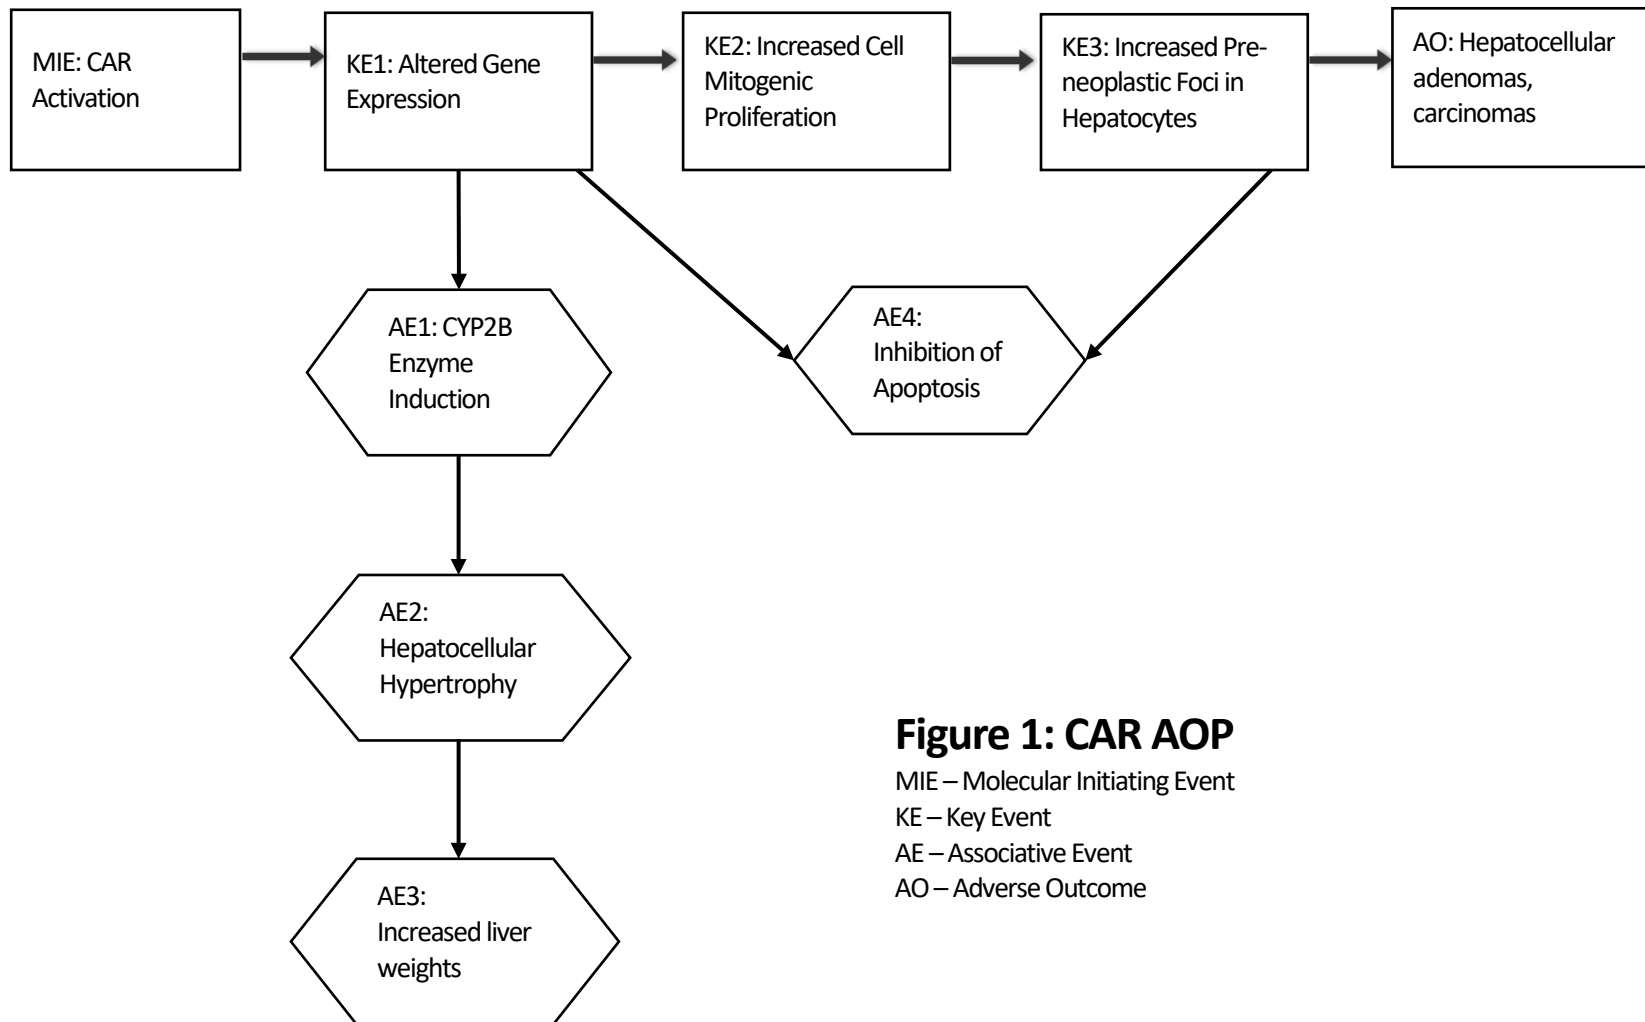 MIE: CAR
Activation
KE1: Altered Gene
Expression
KE2: Increased Cell
Mitogenic
Proliferation
KE3: Increased Pre-
neoplastic Foci in
Hepatocytes
AO: Hepatocellular
adenomas,
carcinomas
AE1: CYP2B
Enzyme
Induction
AE4:
Inhibition of
Apoptosis
AE2:
Hepatocellular
Hypertrophy
AE3:
Increased liver
weights
Figure 1: CAR AOP
MIE – Molecular Initiating Event
KE – Key Event
AE – Associative Event
AO – Adverse Outcome